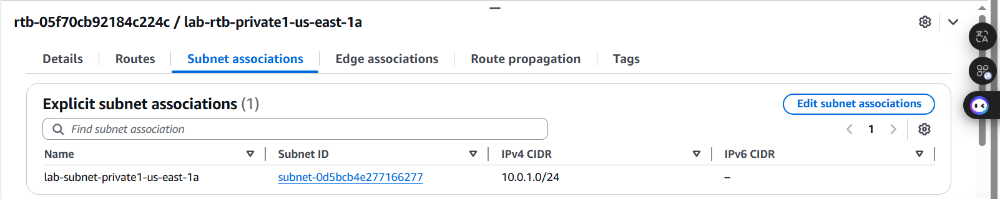 rtb-05f70cb92184c224c / lab-rtb-private1-us-east-1a
Details Routes Subnet associations Edge associations Route propagation Tags
Explicit subnet associations (1) Edit subnet associations
Find subnet association 1
Name Subnet ID IPv4 CIDR IPv6 CIDR
lab-subnet-private1-us-east-1a subnet-0d5bcb4e277166277 10.0.1.0/24 –